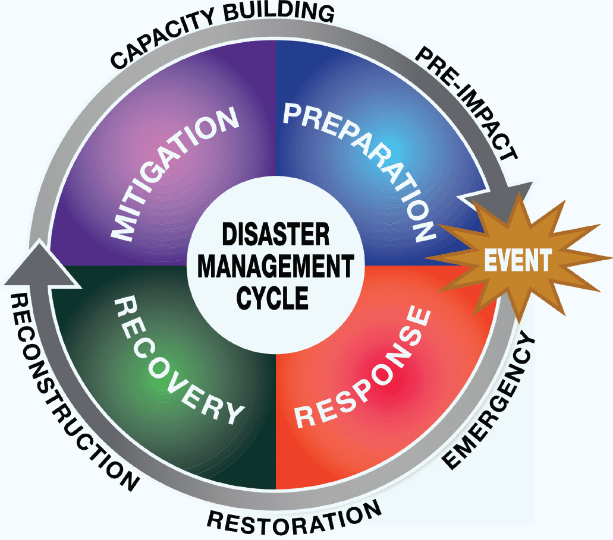 CAPACITY BUILDING
PRE-IMPACT
MITIGATION
PREPARATION
DISASTER
MANAGEMENT
CYCLE
EVENT
RECOVERY
RESPONSE
RECONSTRUCTION
EMERGENCY
RESTORATION